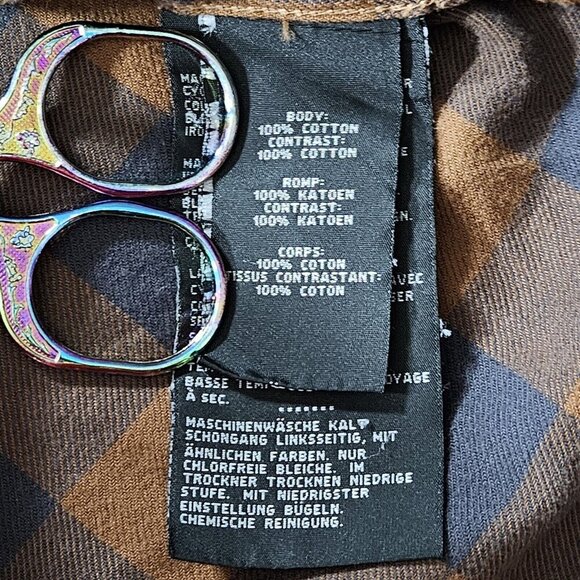 BODY:
100% COTTON
CONTRAST:
100% COTTON
ROMP:
100% KATOEN
CONTRAST:
100% KATOEN
CORPS:
100% COTON
TISSUS CONTRASTANT:
100% COTON
AVEC
BASSE
À SEC.
MASCHINENWÄSCHE KALT
SCHONGANG LINKSSEITIG, MIT
ÄHNLICHEN FARBEN. NUR
CHLORFREIE BLEICHE. IM
TROCKNER TROCKNEN NIEDRIGE
STUFE. MIT NIEDRIGSTER
EINSTELLUNG BÜGELN.
CHEMISCHE REINIGUNG.